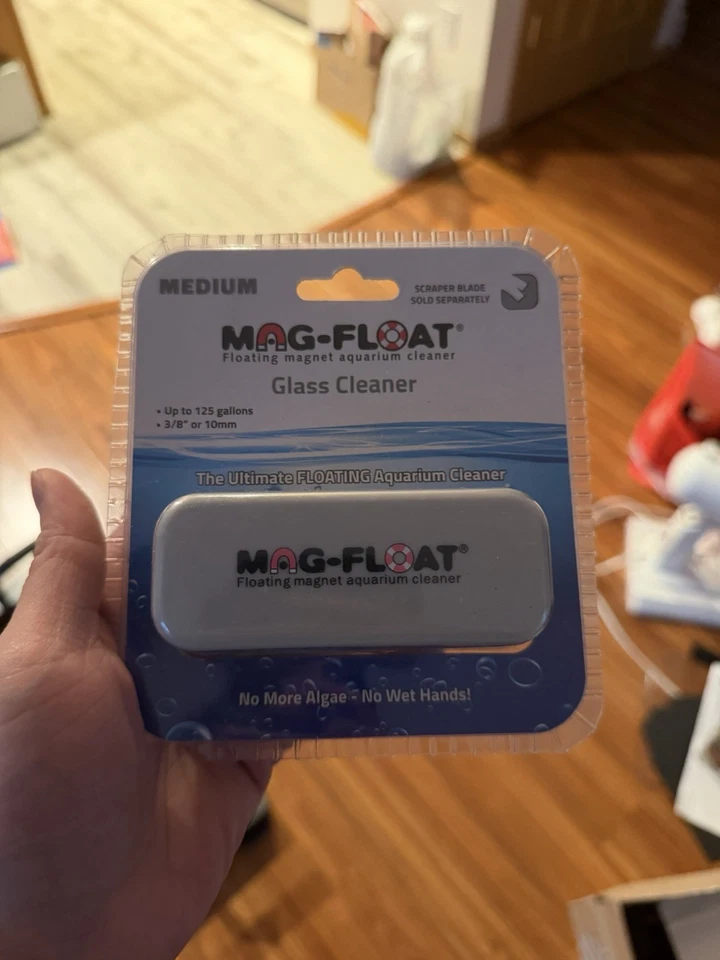 MEDIUM
SCRAPER BLADE
SOLD SEPARATELY
MAG-FLOAT®
Floating magnet aquarium cleaner
Glass Cleaner
• Up to 125 gallons
• 3/8" or 10mm
The Ultimate FLOATING Aquarium Cleaner
MAG-FLOAT®
Floating magnet aquarium cleaner
No More Algae - No Wet Hands!